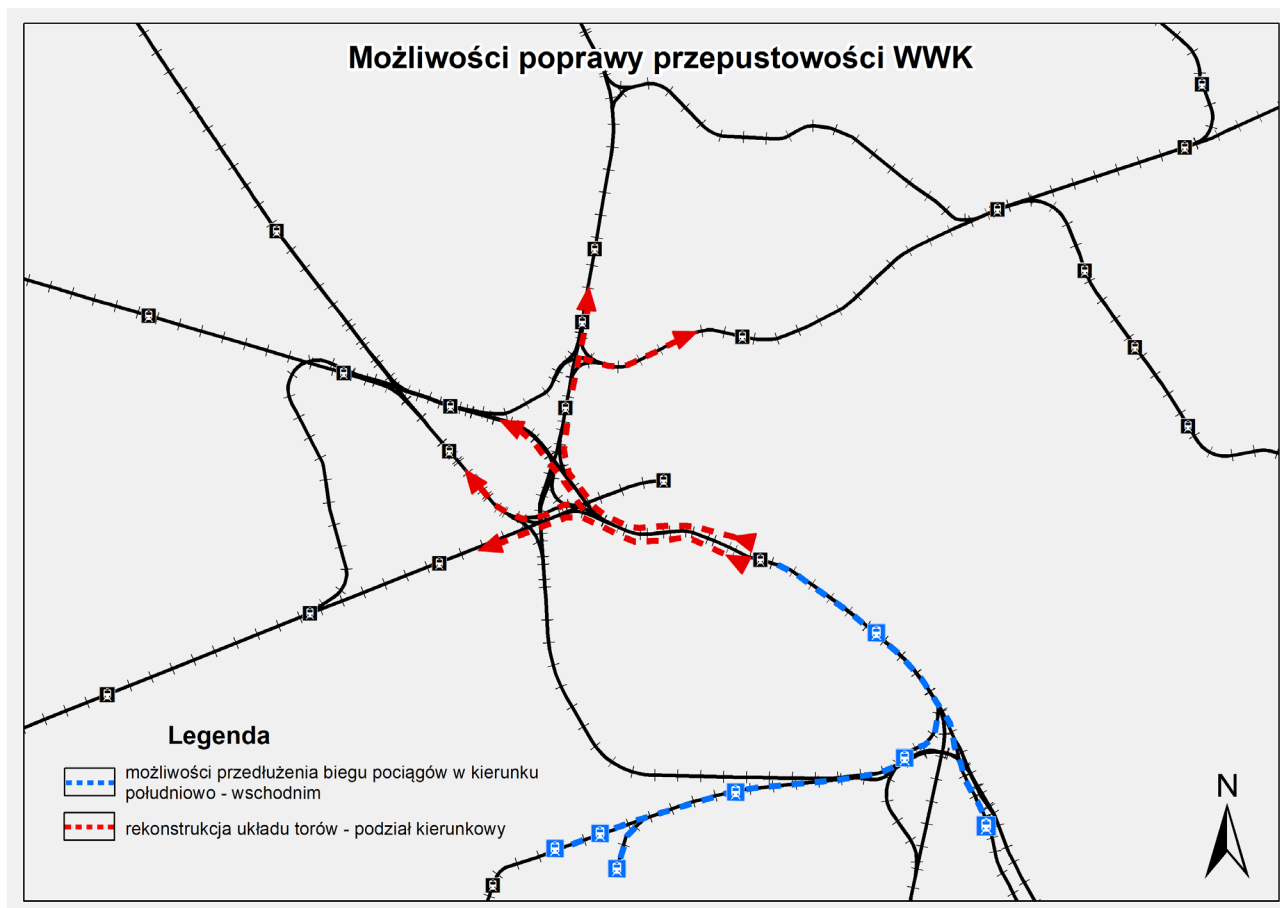 Możliwości poprawy przepustowości WWK
Legenda
możliwości przedłużenia biegu pociągów w kierunku
południowo - wschodnim
rekonstrukcja układu torów - podział kierunkowy
N